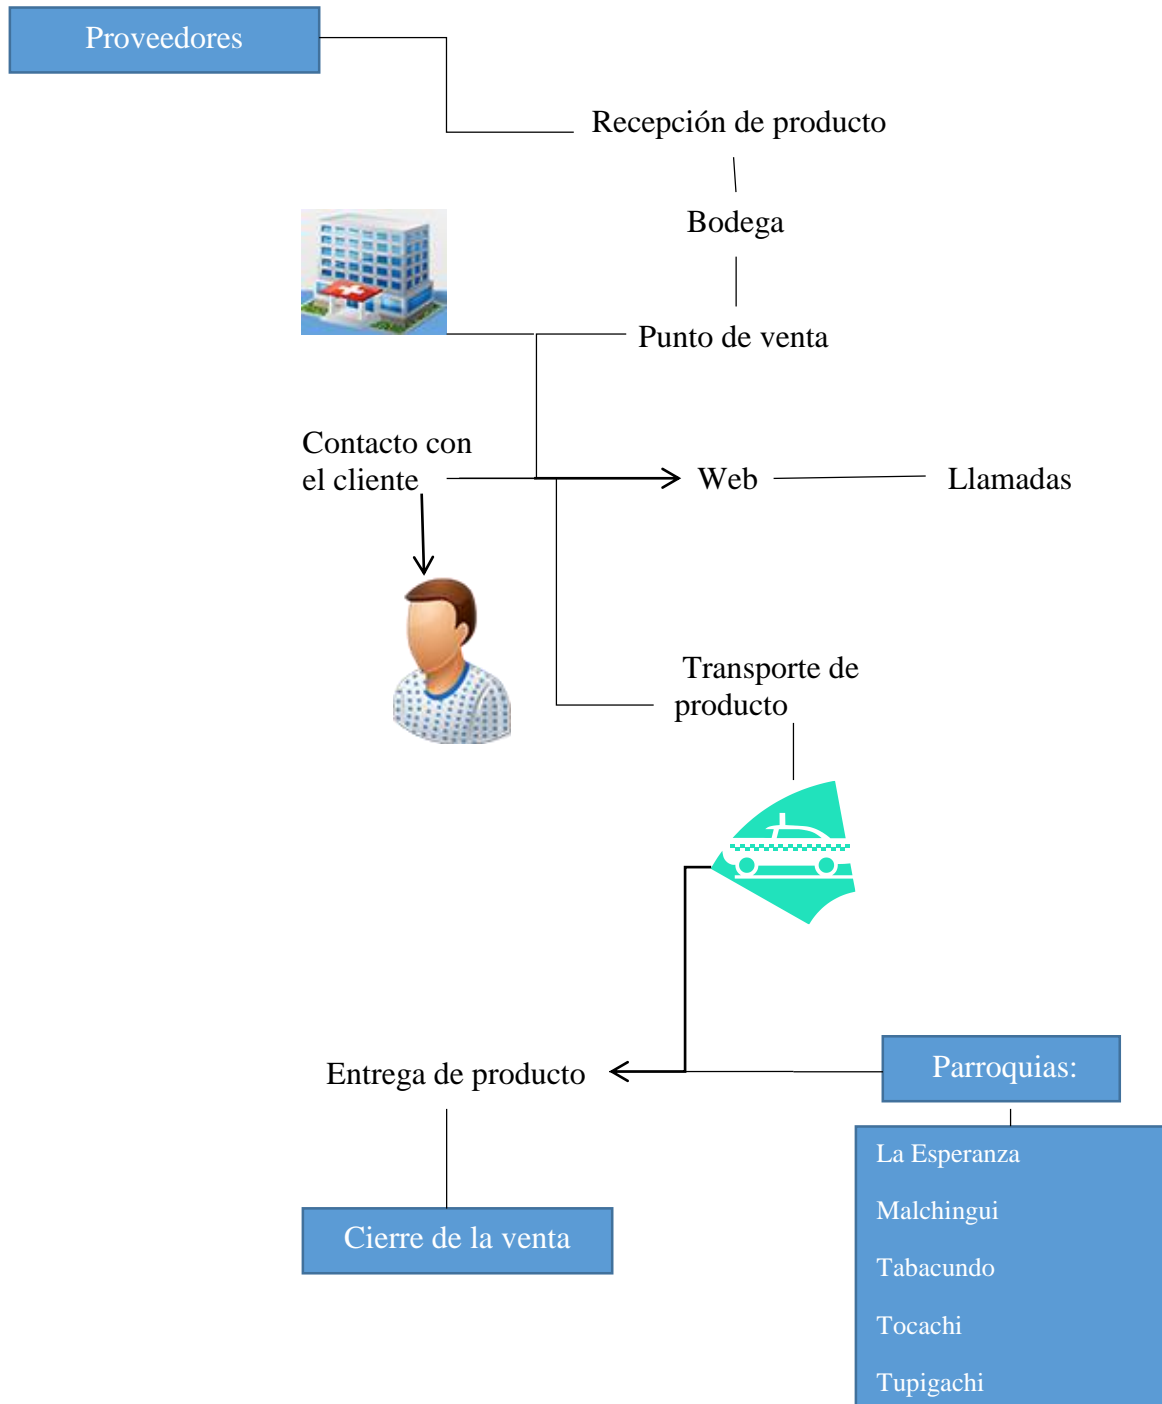 Proveedores
Recepción de producto
Bodega
Punto de venta
Contacto con
el cliente
Web
Llamadas
Transporte de
producto
Entrega de producto
Parroquias:
La Esperanza
Malchingui
Tabacundo
Tocachi
Tupigachi
Cierre de la venta